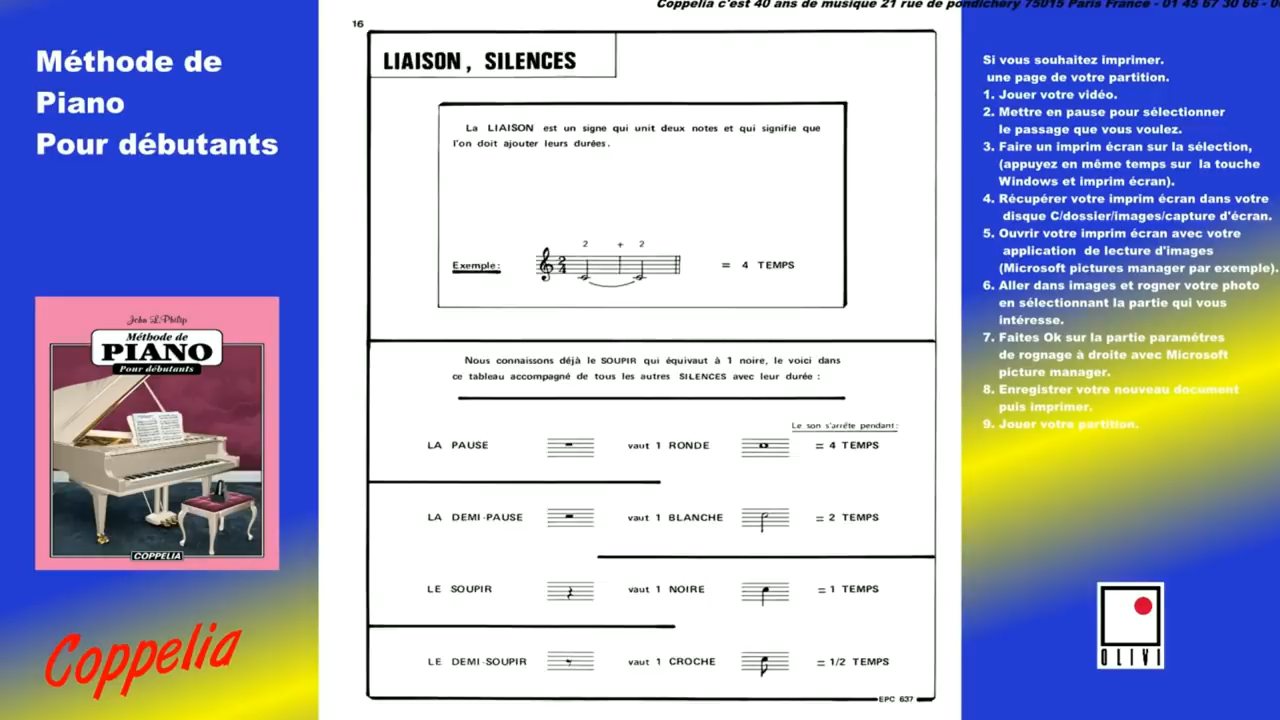 Coppelia c'est 40 ans de musique 21 rue de pondichery 75015 Paris France - 01 45 67 30 66 - 0
Méthode de
Piano
Pour débutants
John L. Philip
Méthode de
PIANO
Pour débutants
COPPELIA
Coppelia
16
LIAISON, SILENCES
La LIAISON est un signe qui unit deux notes et qui signifie que
l'on doit ajouter leurs durées.
2 + 2
Exemple : 2 4 = 4 TEMPS
Nous connaissons déjà le SOUPIR qui équivaut à 1 noire, le voici dans
ce tableau accompagné de tous les autres SILENCES avec leur durée :
Le son s'arrête pendant:
LA PAUSE vaut 1 RONDE = 4 TEMPS
LA DEMI-PAUSE vaut 1 BLANCHE = 2 TEMPS
LE SOUPIR vaut 1 NOIRE = 1 TEMPS
LE DEMI-SOUPIR vaut 1 CROCHE = 1/2 TEMPS
EPC 637
Si vous souhaitez imprimer.
une page de votre partition.
1. Jouer votre vidéo.
2. Mettre en pause pour sélectionner
le passage que vous voulez.
3. Faire un imprim écran sur la sélection,
(appuyez en même temps sur la touche
Windows et imprim écran).
4. Récupérer votre imprim écran dans votre
disque C/dossier/images/capture d'écran.
5. Ouvrir votre imprim écran avec votre
application de lecture d'images
(Microsoft pictures manager par exemple).
6. Aller dans images et rogner votre photo
en sélectionnant la partie qui vous
intéresse.
7. Faites Ok sur la partie paramétres
de rognage à droite avec Microsoft
picture manager.
8. Enregistrer votre nouveau document
puis imprimer.
9. Jouer votre partition.
OLIVI